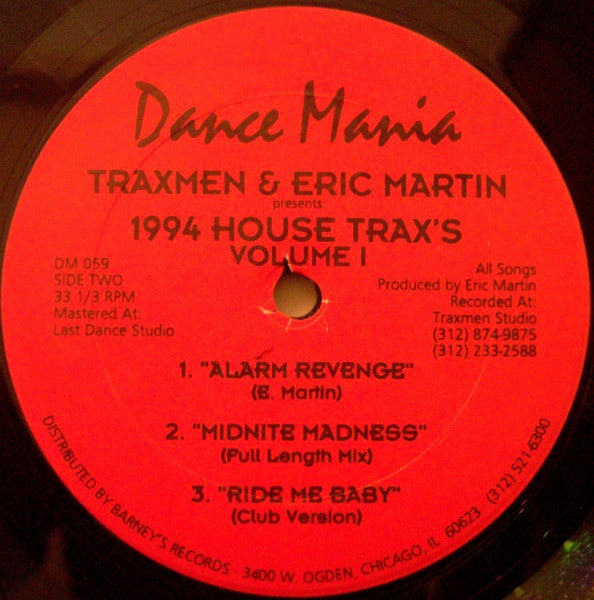 Dance Mania
TRAXMEN & ERIC MARTIN
presents
1994 HOUSE TRAX'S
VOLUME I
DM 059
SIDE TWO
33 1/3 RPM
Mastered At:
Last Dance Studio
All Songs
Produced by Eric Martin
Recorded At:
Traxmen Studio
(312) 874-9875
(312) 233-2588
1. "ALARM REVENGE"
(E. Martin)
2. "MIDNITE MADNESS"
(Full Length Mix)
3. "RIDE ME BABY"
(Club Version)
DISTRIBUTED BY BARNEY'S RECORDS · 3400 W. OGDEN, CHICAGO, IL 60623 · (312) 521-6300